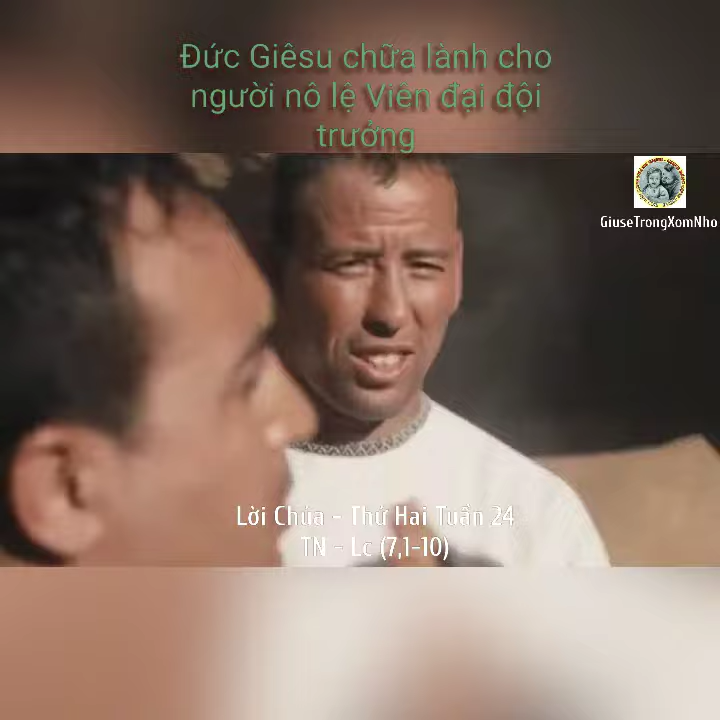 Đức Giêsu chữa lành cho
người nô lệ Viên đại đội
trưởng
GiuseTrongXomNho
Lời Chúa - Thứ Hai Tuần 24
TN - Lc (7,1-10)